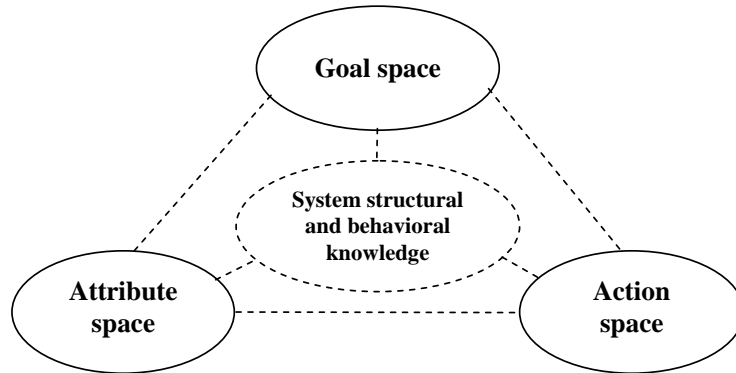 Goal space
System structural
and behavioral
knowledge
Attribute
space
Action
space